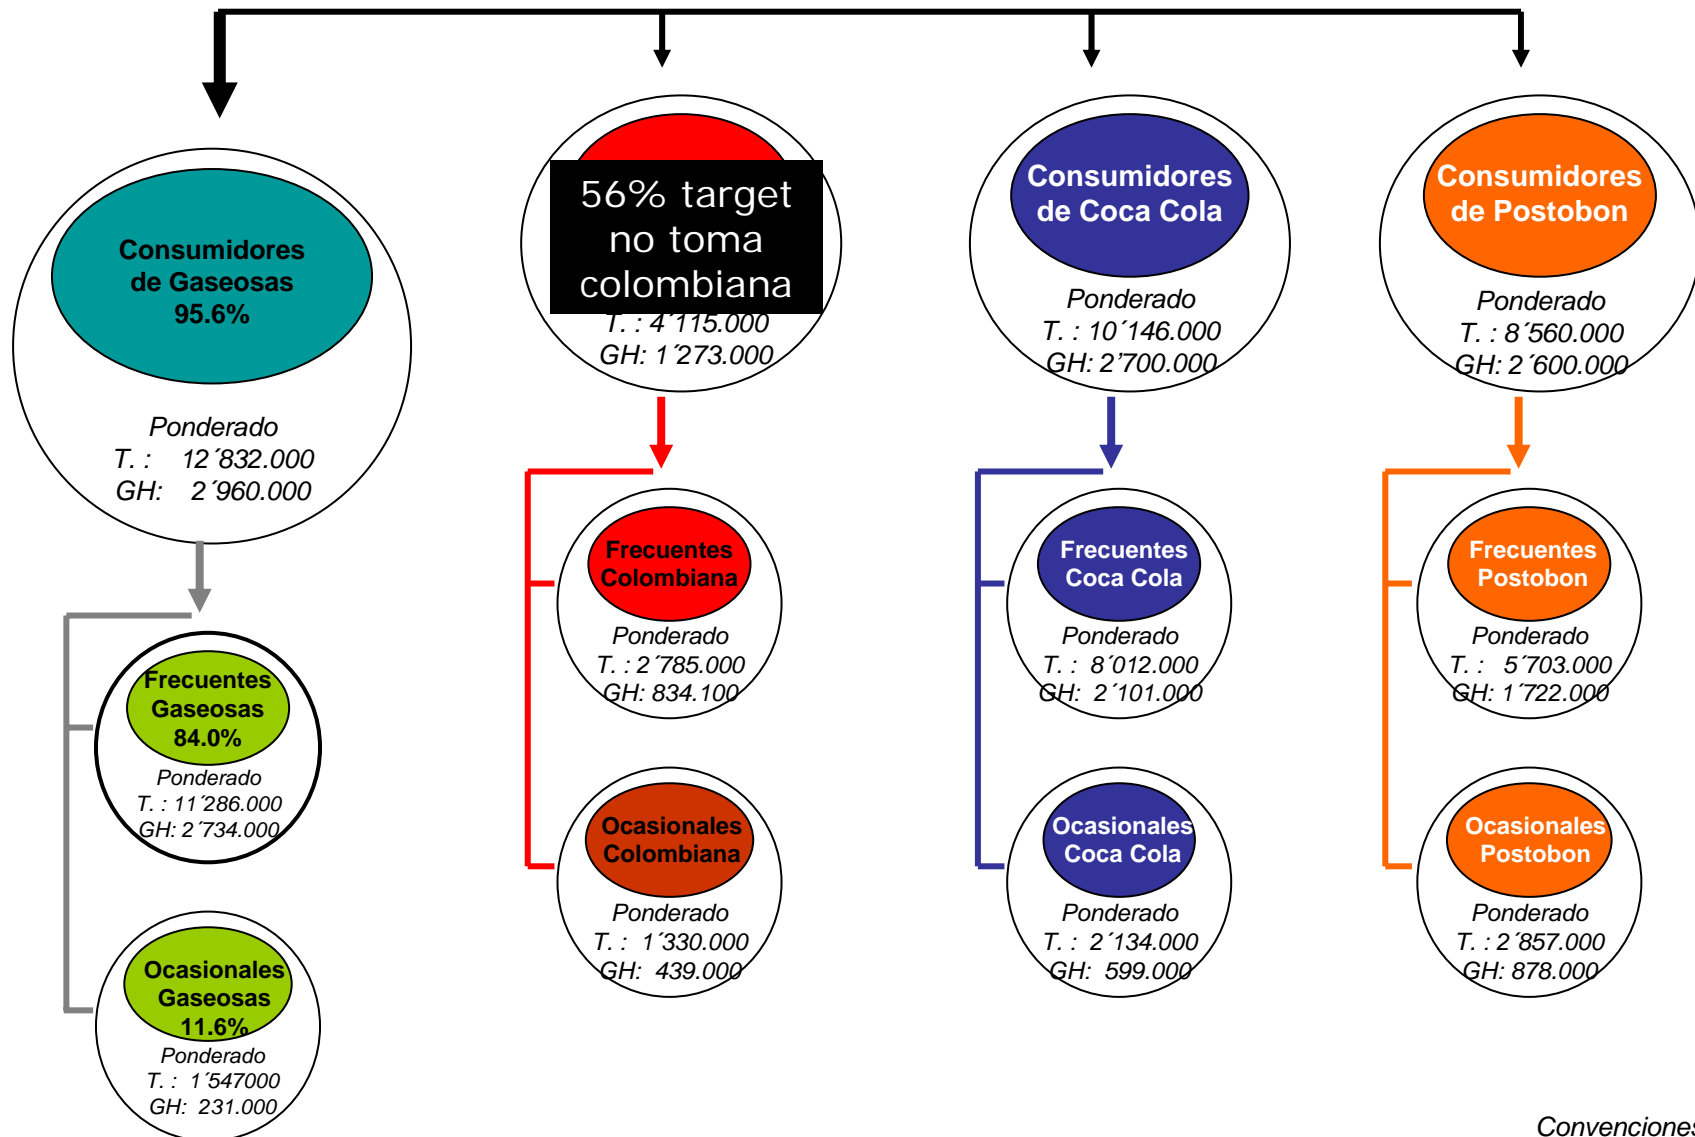 Consumidores
de Gaseosas
95.6%
Ponderado
T. : 12´832.000
GH: 2´960.000
Frecuentes
Gaseosas
84.0%
Ponderado
T. : 11´286.000
GH: 2´734.000
Ocasionales
Gaseosas
11.6%
Ponderado
T. : 1´547000
GH: 231.000
56% target
no toma
colombiana
T. : 4´115.000
GH: 1´273.000
Frecuentes
Colombiana
Ponderado
T. : 2´785.000
GH: 834.100
Ocasionales
Colombiana
Ponderado
T. : 1´330.000
GH: 439.000
Consumidores
de Coca Cola
Ponderado
T. : 10´146.000
GH: 2´700.000
Frecuentes
Coca Cola
Ponderado
T. : 8´012.000
GH: 2´101.000
Ocasionales
Coca Cola
Ponderado
T. : 2´134.000
GH: 599.000
Consumidores
de Postobon
Ponderado
T. : 8´560.000
GH: 2´600.000
Frecuentes
Postobon
Ponderado
T. : 5´703.000
GH: 1´722.000
Ocasionales
Postobon
Ponderado
T. : 2´857.000
GH: 878.000
Convenciones